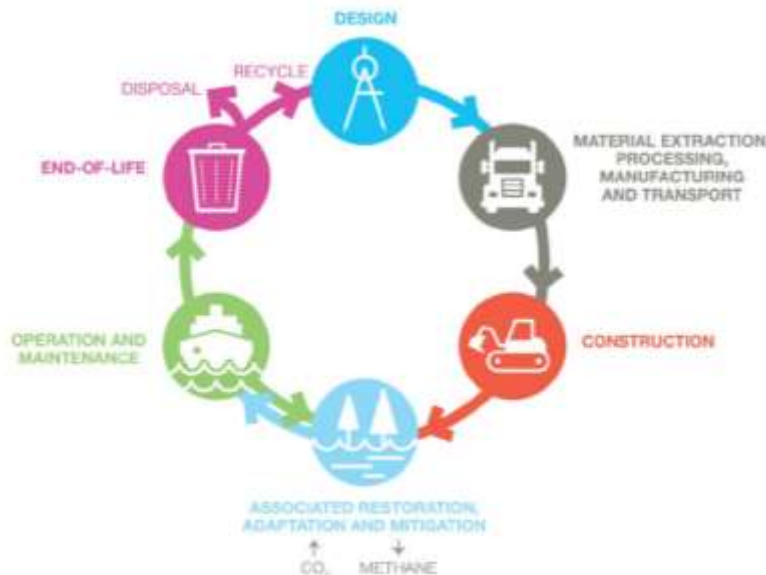 DESIGN
RECYCLE
DISPOSAL
END-OF-LIFE
MATERIAL EXTRACTION
PROCESSING,
MANUFACTURING
AND TRANSPORT
OPERATION AND
MAINTENANCE
CONSTRUCTION
ASSOCIATED RESTORATION,
ADAPTATION AND MITIGATION
↑ ↓
CO₂ METHANE